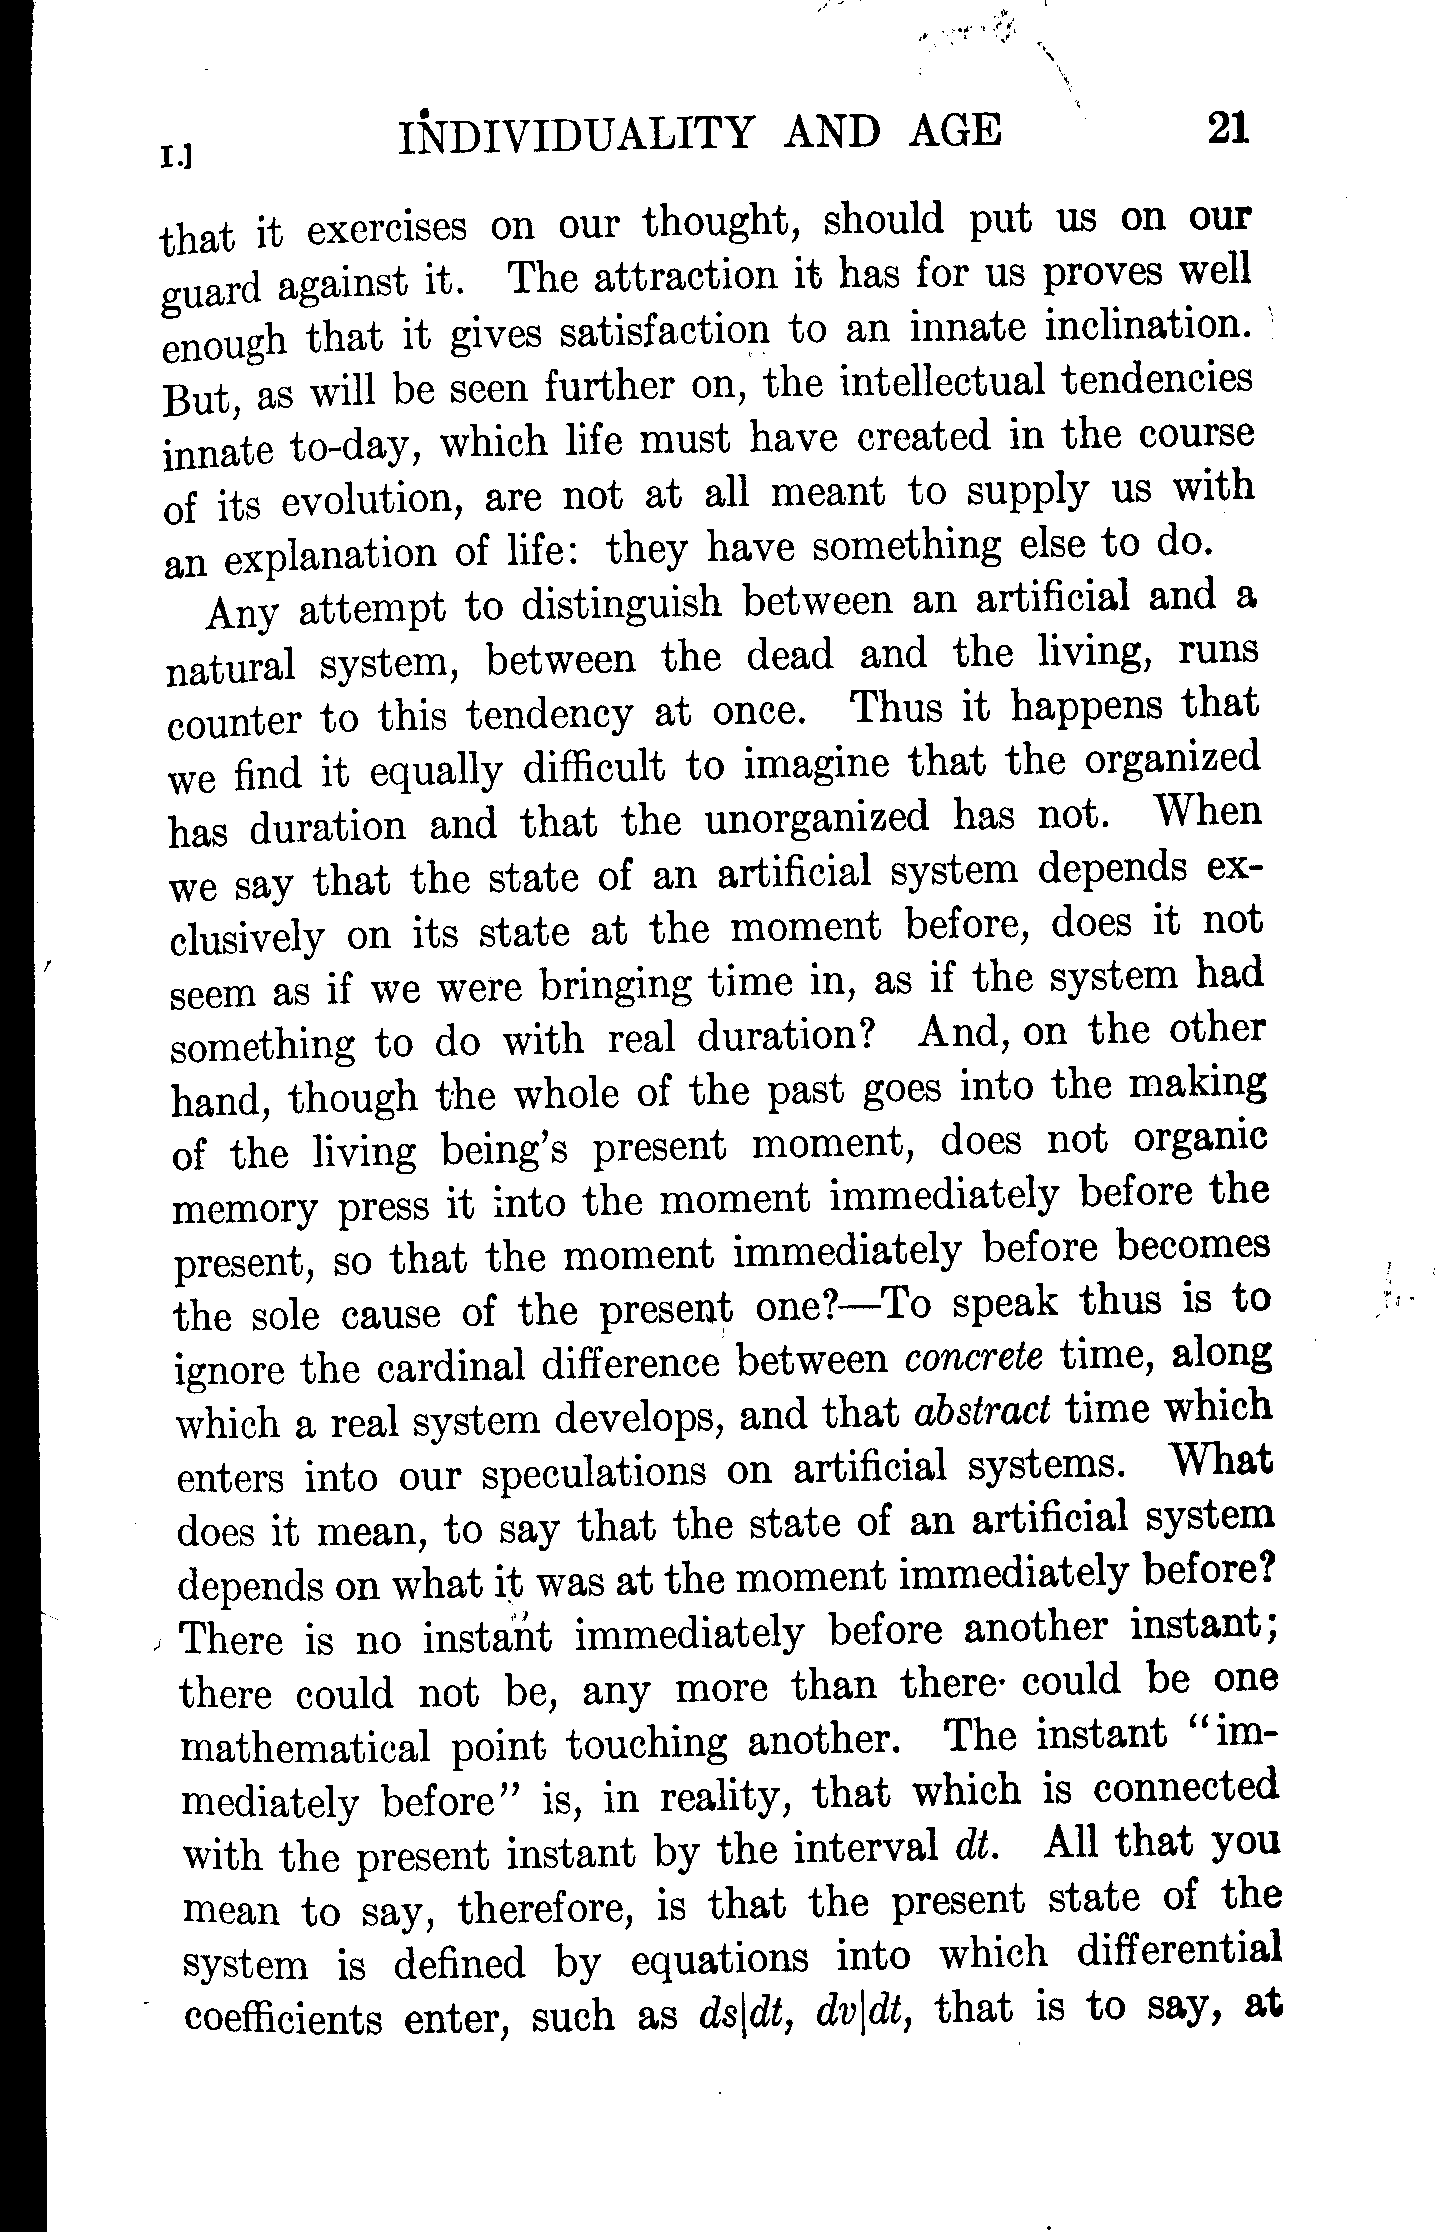 I.] INDIVIDUALITY AND AGE 21
that it exercises on our thought, should put us on our
guard against it. The attraction it has for us proves well
enough that it gives satisfaction to an innate inclination.
But, as will be seen further on, the intellectual tendencies
innate to-day, which life must have created in the course
of its evolution, are not at all meant to supply us with
an explanation of life: they have something else to do.
Any attempt to distinguish between an artificial and a
natural system, between the dead and the living, runs
counter to this tendency at once. Thus it happens that
we find it equally difficult to imagine that the organized
has duration and that the unorganized has not. When
we say that the state of an artificial system depends ex-
clusively on its state at the moment before, does it not
seem as if we were bringing time in, as if the system had
something to do with real duration? And, on the other
hand, though the whole of the past goes into the making
of the living being's present moment, does not organic
memory press it into the moment immediately before the
present, so that the moment immediately before becomes
the sole cause of the present one?—To speak thus is to
ignore the cardinal difference between concrete time, along
which a real system develops, and that abstract time which
enters into our speculations on artificial systems. What
does it mean, to say that the state of an artificial system
depends on what it was at the moment immediately before?
There is no instant immediately before another instant;
there could not be, any more than there could be one
mathematical point touching another. The instant "im-
mediately before" is, in reality, that which is connected
with the present instant by the interval dt. All that you
mean to say, therefore, is that the present state of the
system is defined by equations into which differential
coefficients enter, such as ds|dt, dv|dt, that is to say, at